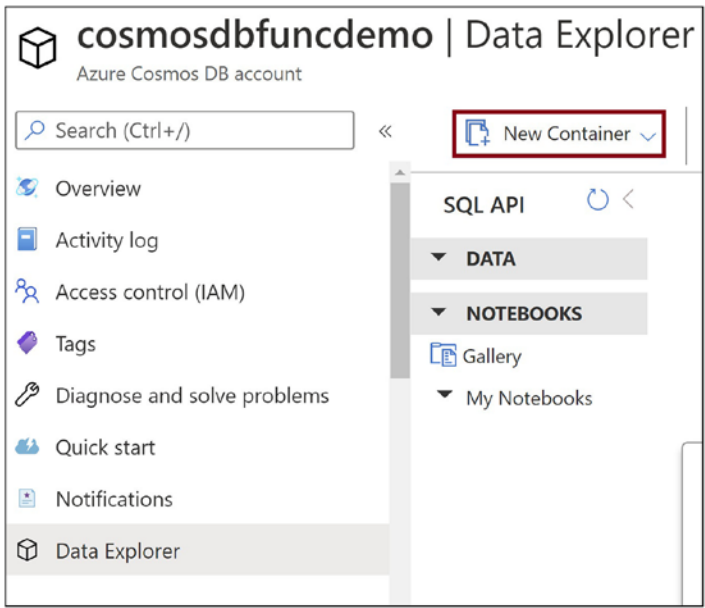 cosmosdbfuncdemo | Data Explorer
Azure Cosmos DB account
Search (Ctrl+/)
«
New Container
Overview
Activity log
Access control (IAM)
Tags
Diagnose and solve problems
Quick start
Notifications
Data Explorer
SQL API
DATA
NOTEBOOKS
Gallery
My Notebooks